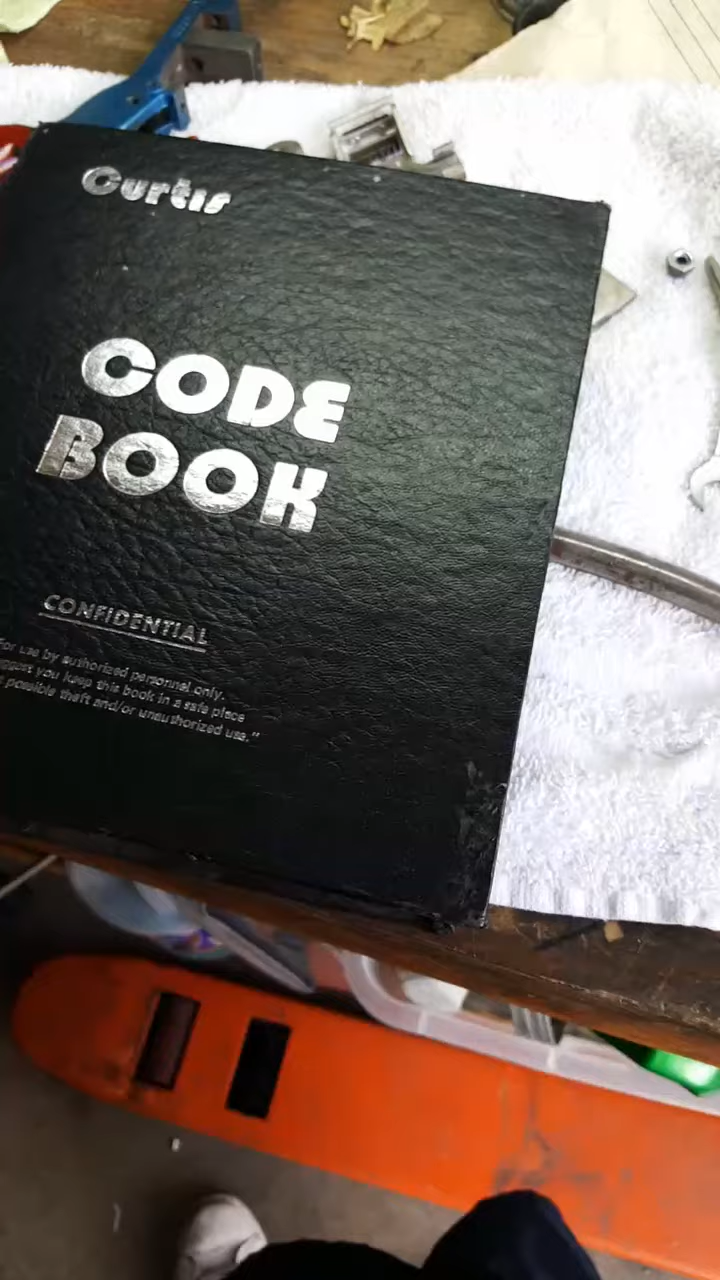 Curtis
CODE
BOOK
CONFIDENTIAL
For use by authorized personnel only.
you keep this book in a safe place
possible theft and/or unauthorized use."